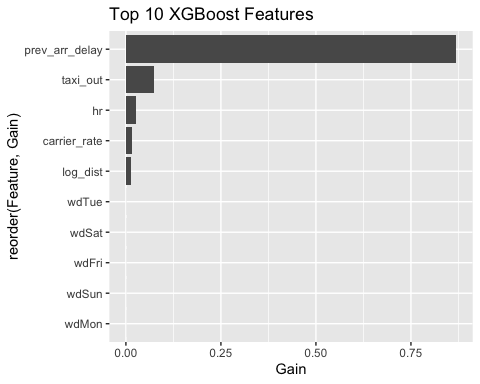 Top 10 XGBoost Features
prev_arr_delay
taxi_out
hr
carrier_rate
log_dist
wdTue
wdSat
wdFri
wdSun
wdMon
reorder(Feature, Gain)
0.00 0.25 0.50 0.75
Gain